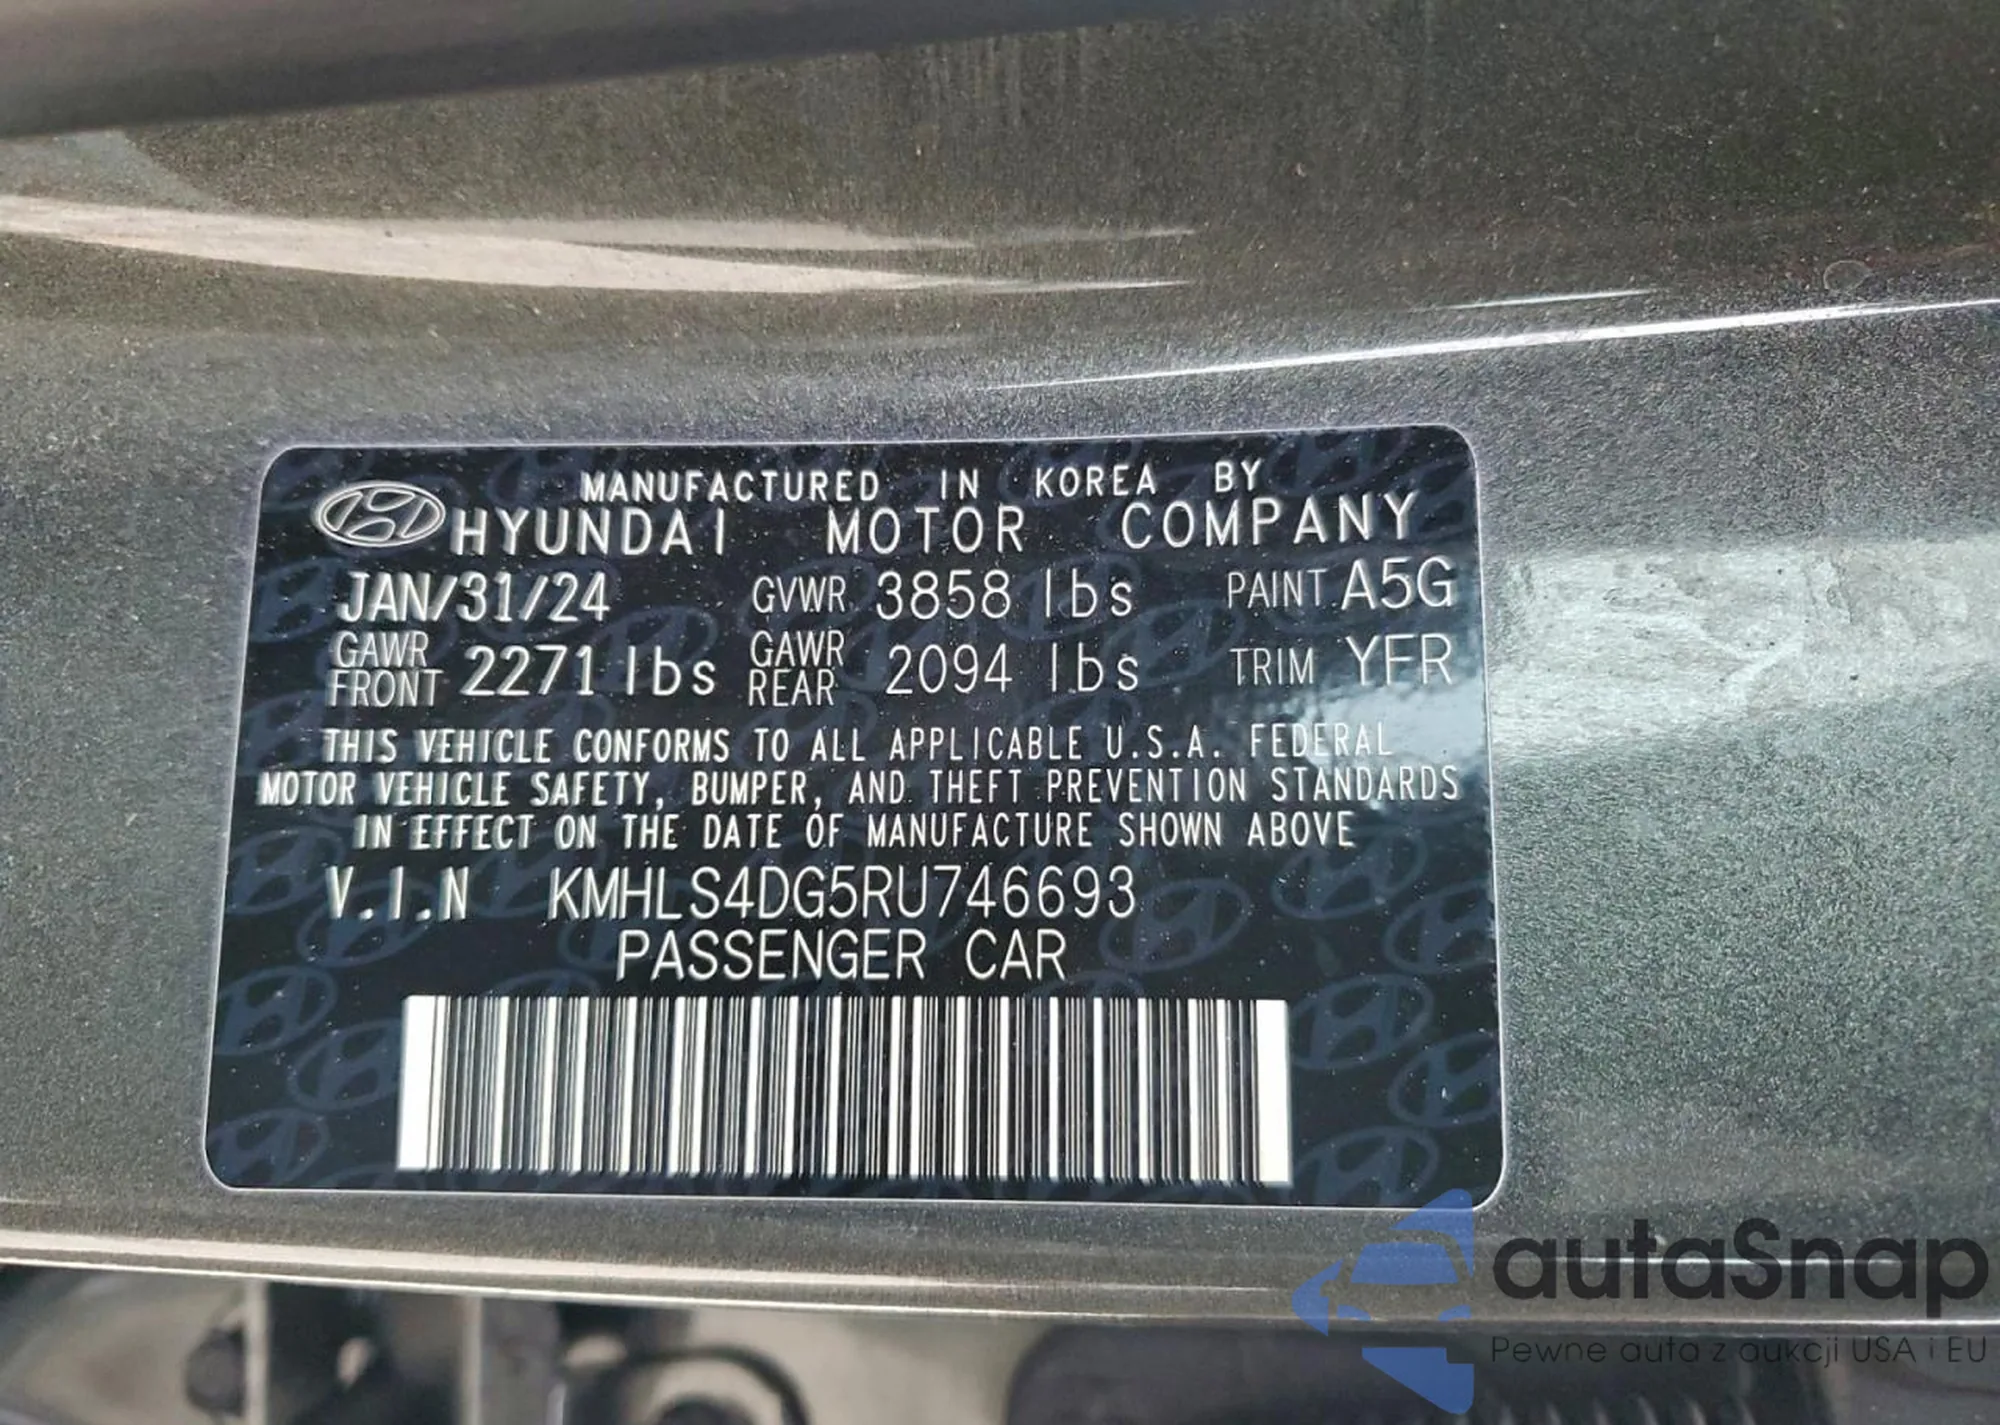 MANUFACTURED IN KOREA BY
HYUNDAI MOTOR COMPANY
JAN/31/24 GVWR 3858 lbs PAINT A5G
GAWR FRONT 2271 lbs GAWR REAR 2094 lbs TRIM YFR
THIS VEHICLE CONFORMS TO ALL APPLICABLE U.S.A. FEDERAL
MOTOR VEHICLE SAFETY, BUMPER, AND THEFT PREVENTION STANDARDS
IN EFFECT ON THE DATE OF MANUFACTURE SHOWN ABOVE
V.I.N KMHLS4DG5RU746693
PASSENGER CAR
autaSnap
Pewne auta z aukcji USA i EU